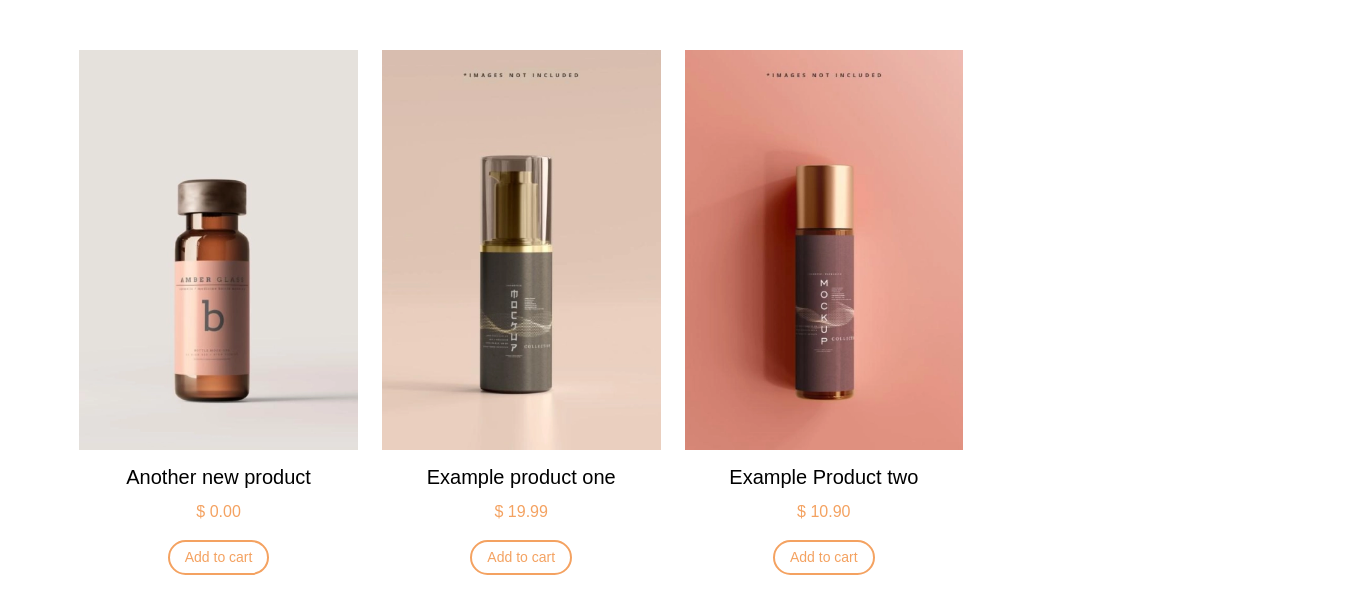 *IMAGES NOT INCLUDED
*IMAGES NOT INCLUDED
AMBER GLASS
b
MOCKUP
COLLECTION
MOCKUP
Another new product
Example product one
Example Product two
$ 0.00
$ 19.99
$ 10.90
Add to cart
Add to cart
Add to cart